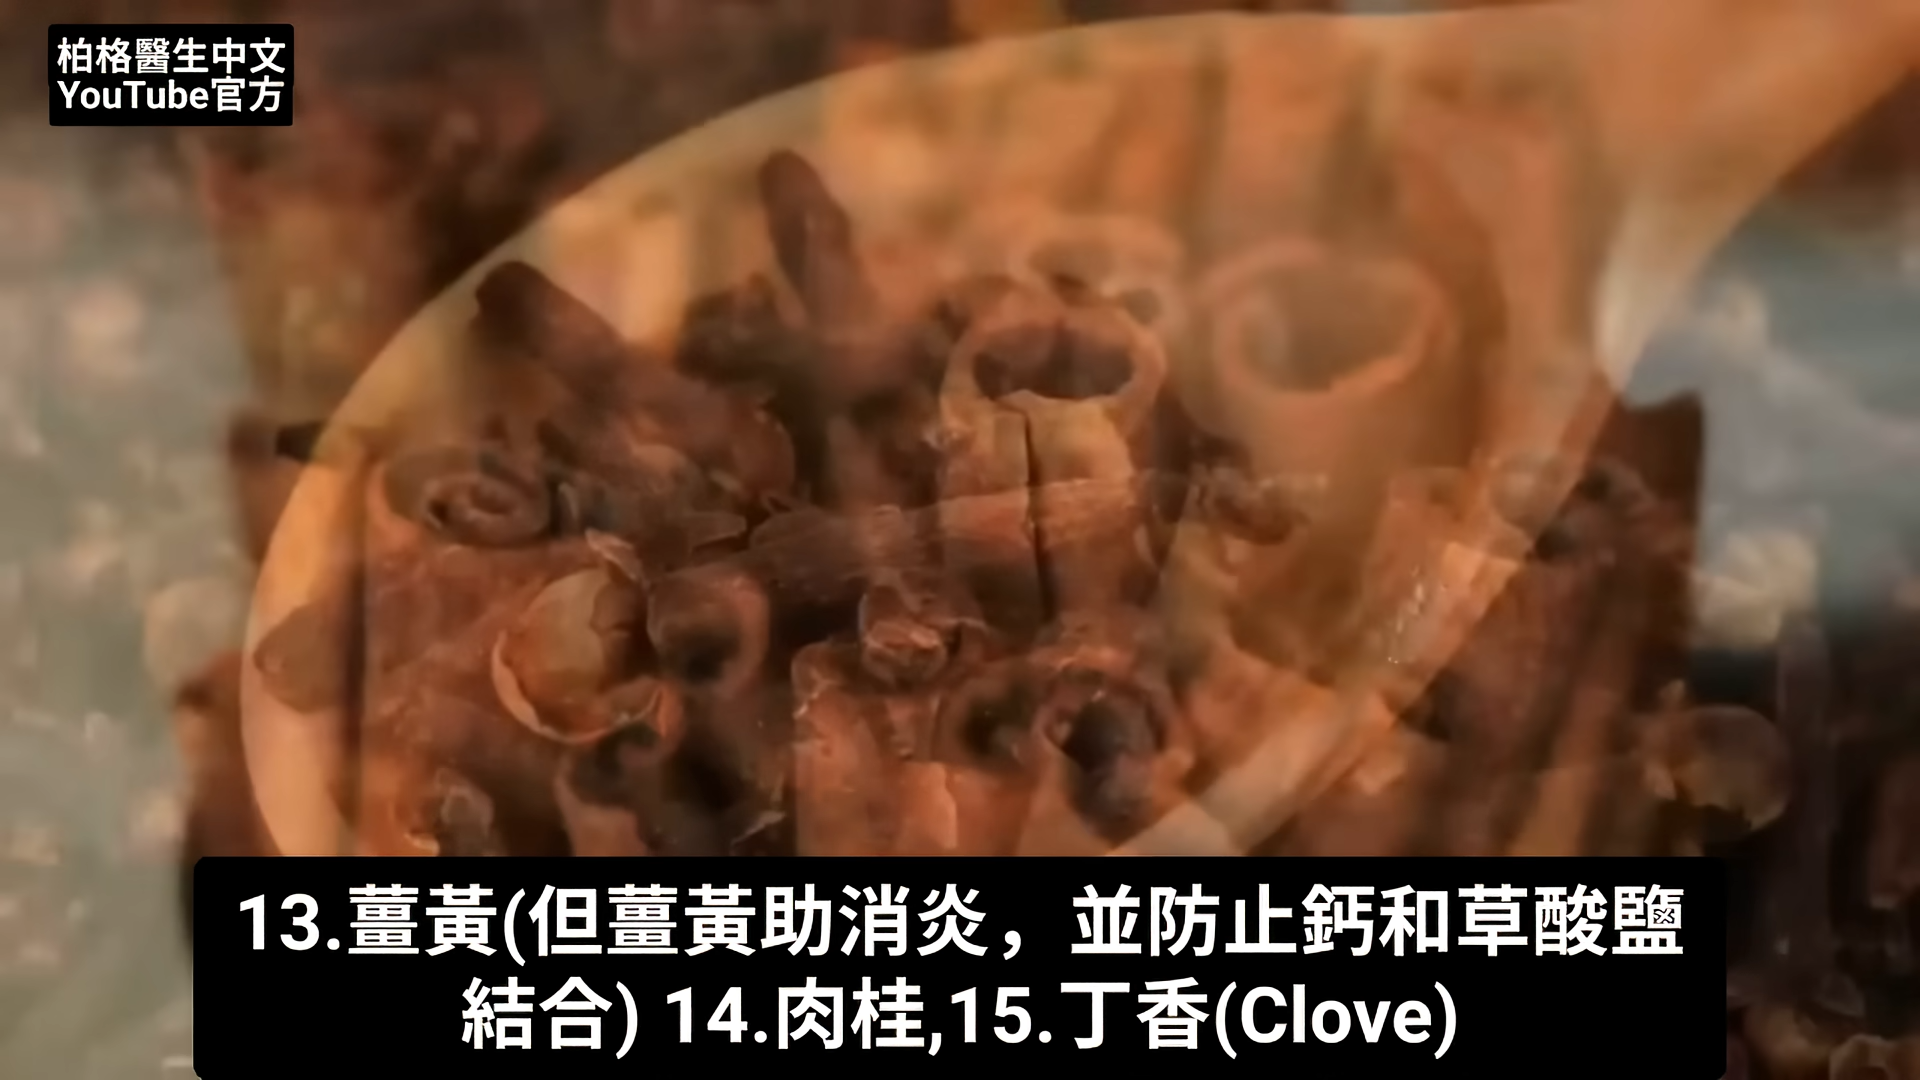 柏格醫生中文
YouTube官方
13.薑黃(但薑黃助消炎，並防止鈣和草酸鹽
結合) 14.肉桂,15.丁香(Clove)